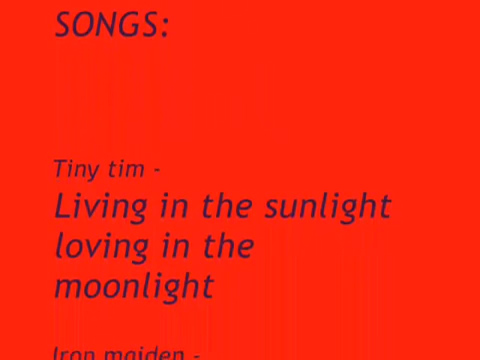 SONGS:
Tiny tim -
Living in the sunlight
loving in the
moonlight
Iron maiden -